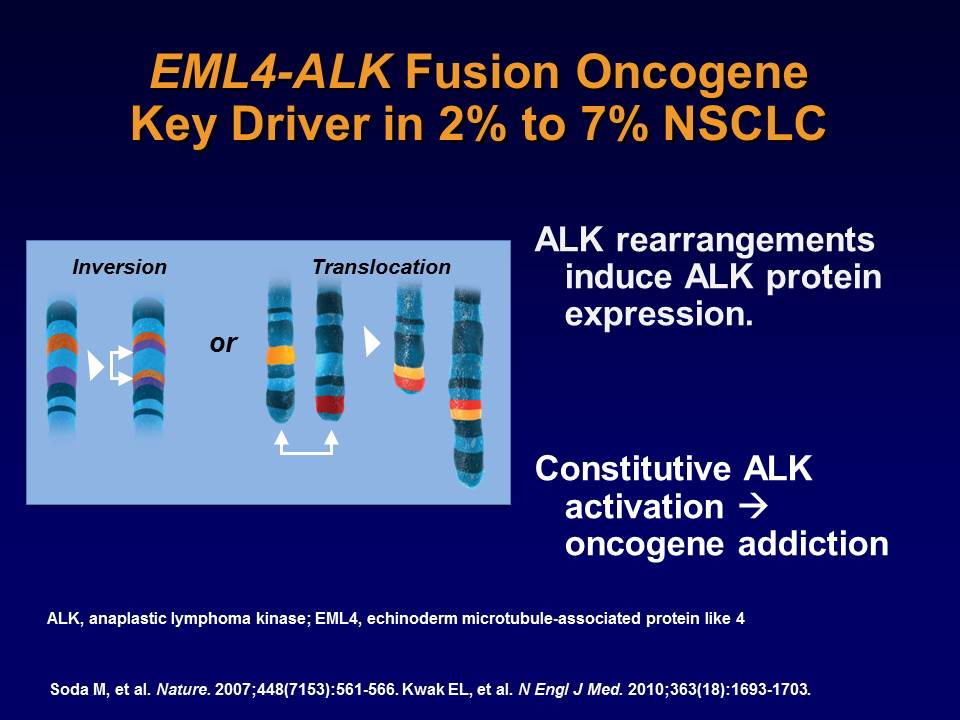 EML4-ALK Fusion Oncogene
Key Driver in 2% to 7% NSCLC
Inversion
Translocation
or
ALK rearrangements
induce ALK protein
expression.
Constitutive ALK
activation →
oncogene addiction
ALK, anaplastic lymphoma kinase; EML4, echinoderm microtubule-associated protein like 4
Soda M, et al. Nature. 2007;448(7153):561-566. Kwak EL, et al. N Engl J Med. 2010;363(18):1693-1703.